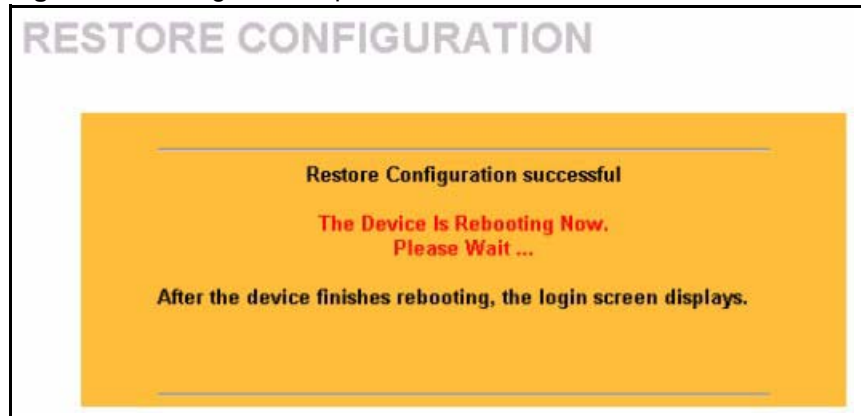 RESTORE CONFIGURATION
Restore Configuration successful
The Device Is Rebooting Now.
Please Wait ...
After the device finishes rebooting, the login screen displays.